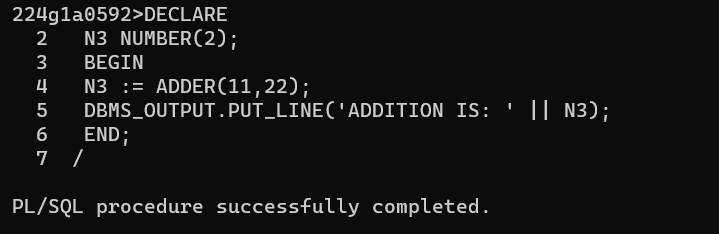 224g1a0592>DECLARE
  2   N3 NUMBER(2);
  3   BEGIN
  4   N3 := ADDER(11,22);
  5   DBMS_OUTPUT.PUT_LINE('ADDITION IS: ' || N3);
  6   END;
  7  /

PL/SQL procedure successfully completed.